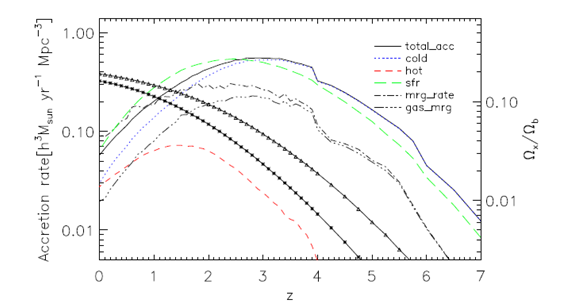 1.00
0.10
0.01
Accretion rate[h³M_sun yr⁻¹ Mpc⁻³]
total_acc
cold
hot
sfr
mrg_rate
gas_mrg
0.10
0.01
Ω_x/Ω_b
0 1 2 3 4 5 6 7
z